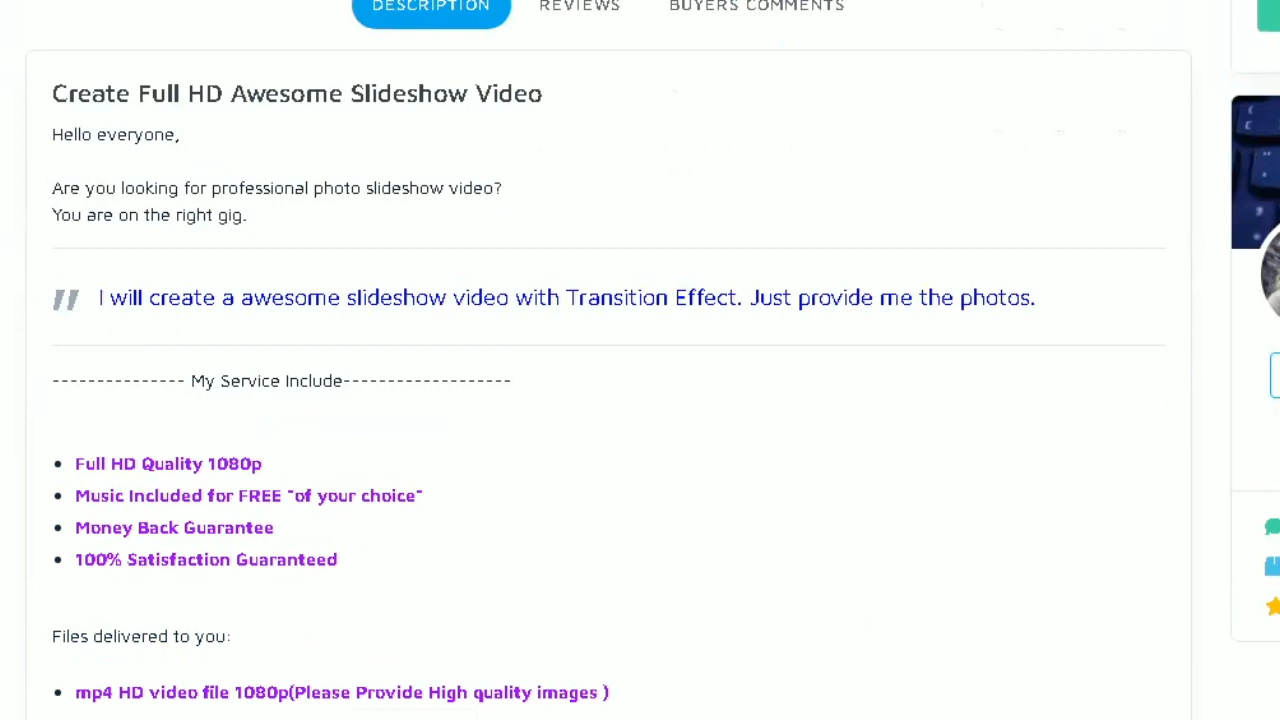 DESCRIPTION REVIEWS BUYERS COMMENTS
Create Full HD Awesome Slideshow Video
Hello everyone,
Are you looking for professional photo slideshow video?
You are on the right gig.
" I will create a awesome slideshow video with Transition Effect. Just provide me the photos.
--------------- My Service Include-------------------
• Full HD Quality 1080p
• Music Included for FREE "of your choice"
• Money Back Guarantee
• 100% Satisfaction Guaranteed
Files delivered to you:
• mp4 HD video file 1080p(Please Provide High quality images )